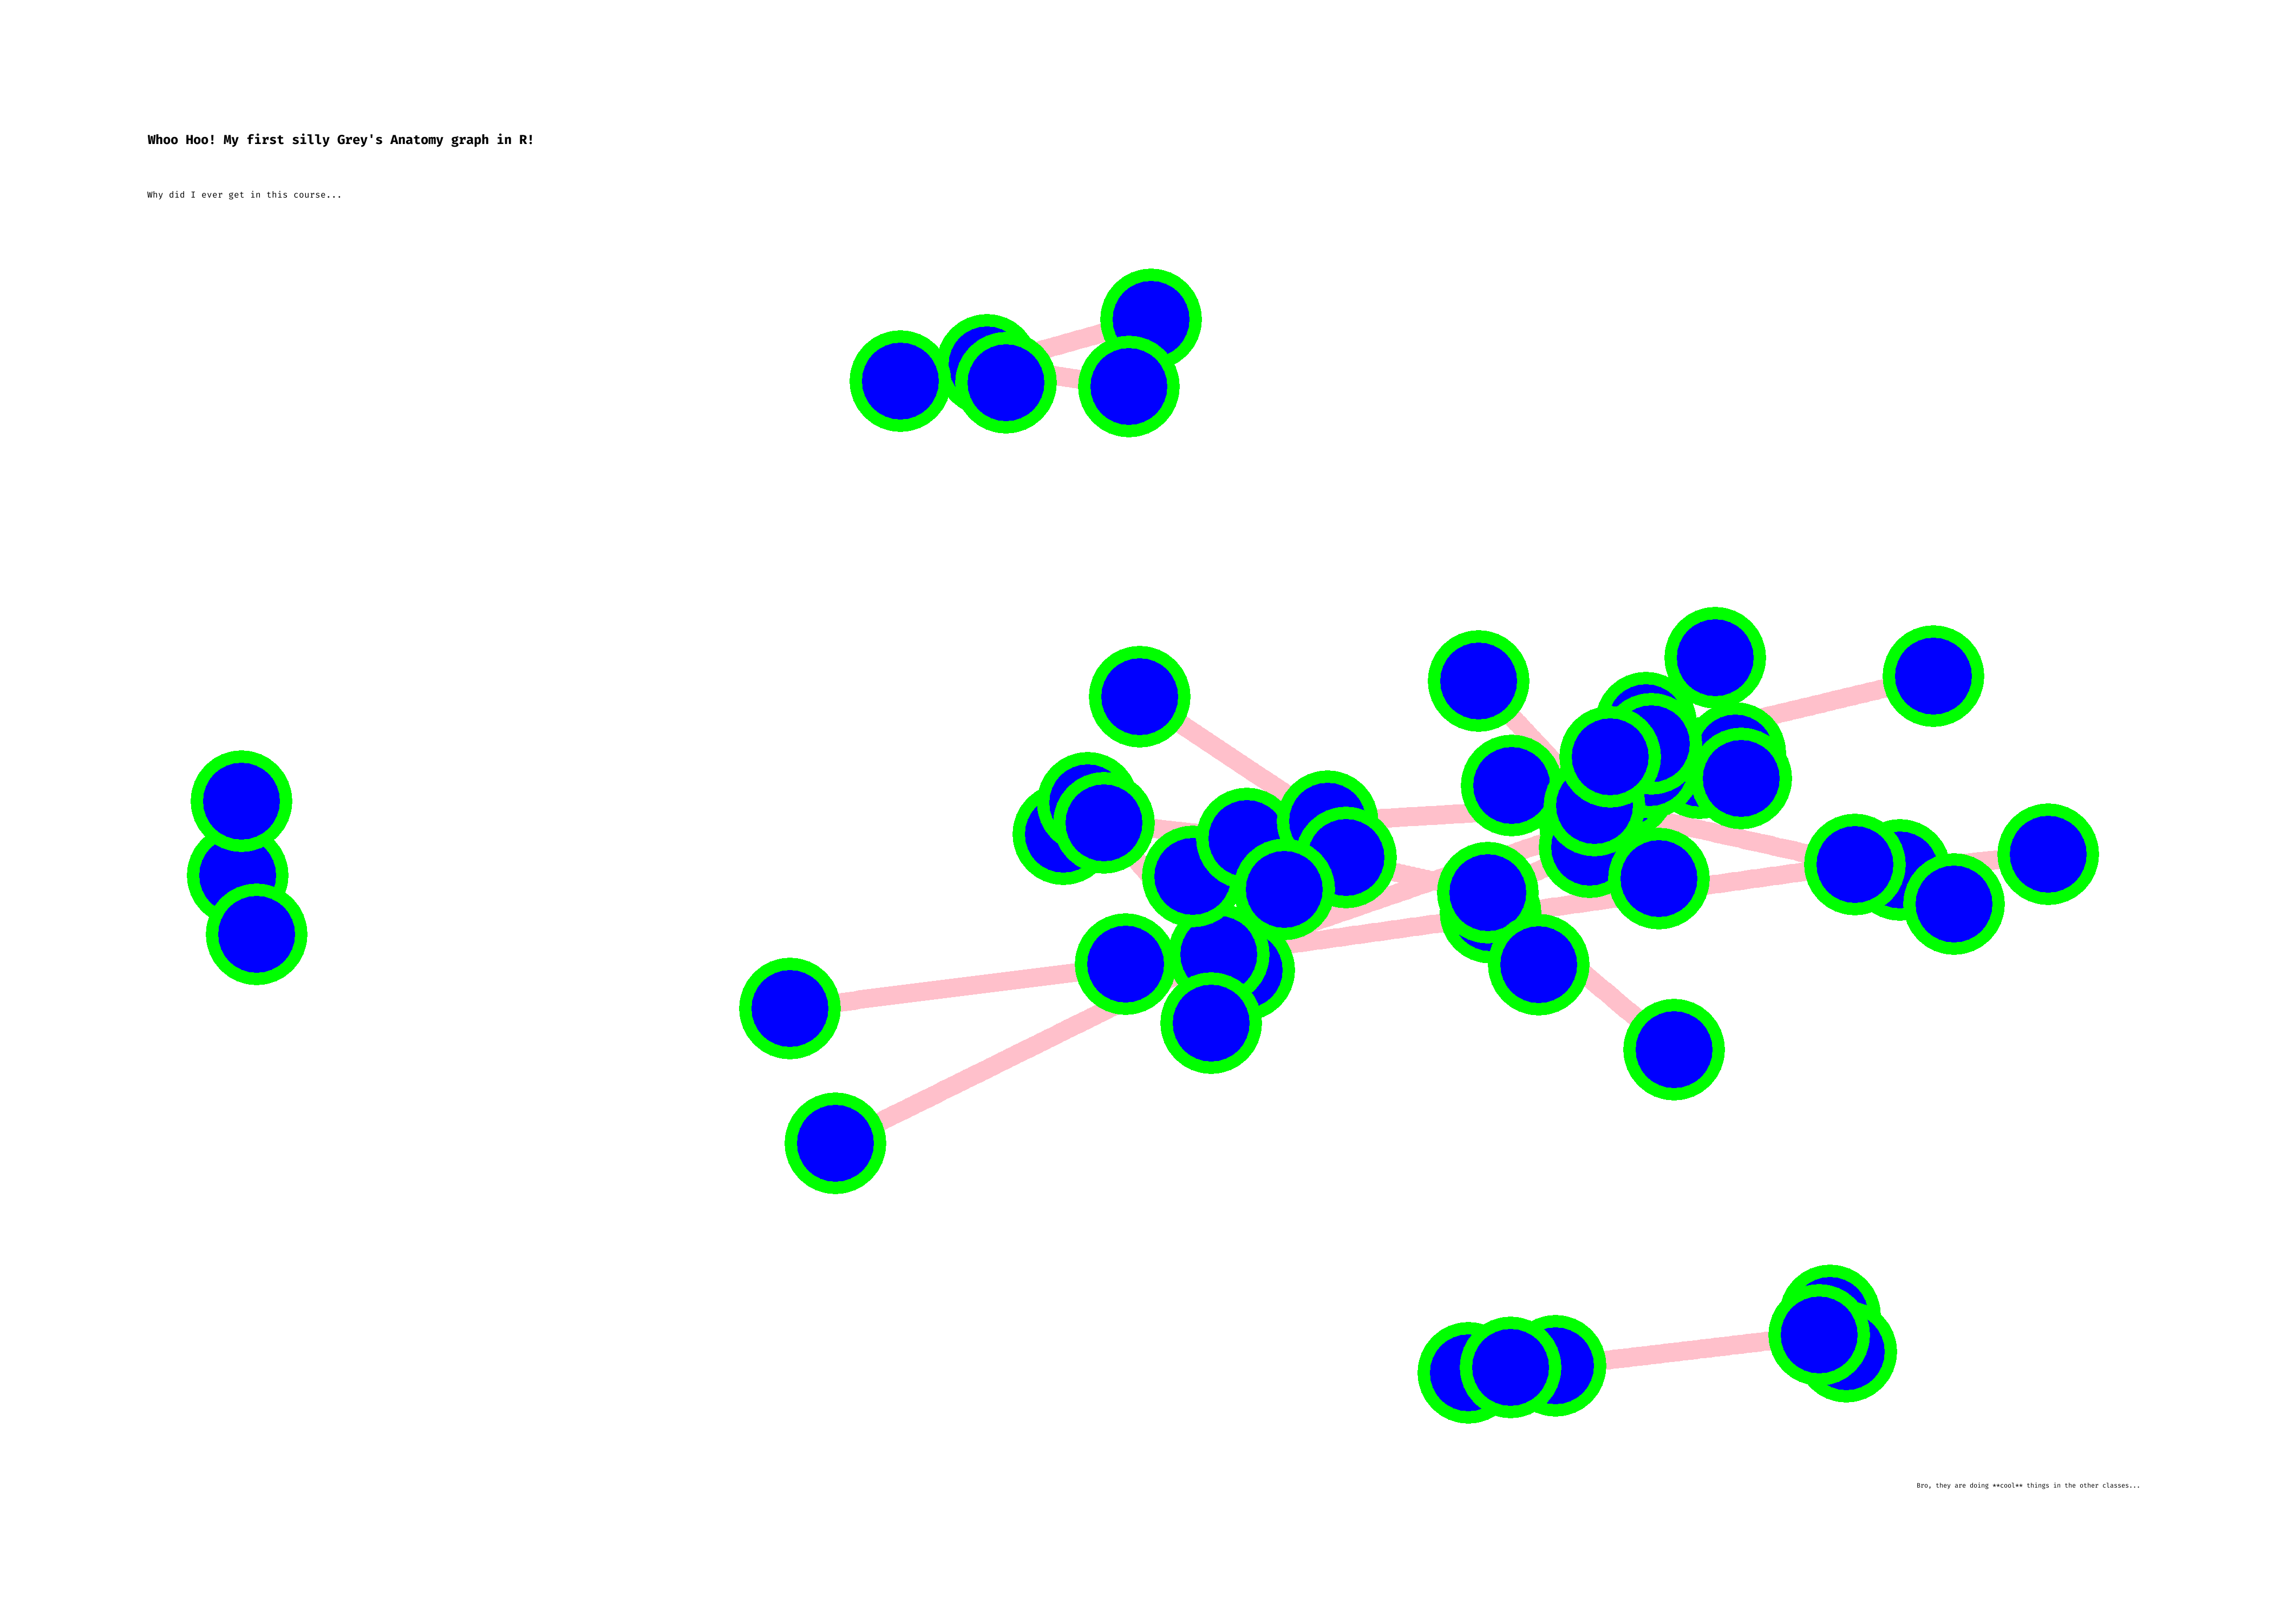 Whoo Hoo! My first silly Grey's Anatomy graph in R!
Why did I ever get in this course...
Bro, they are doing **cool** things in the other classes...